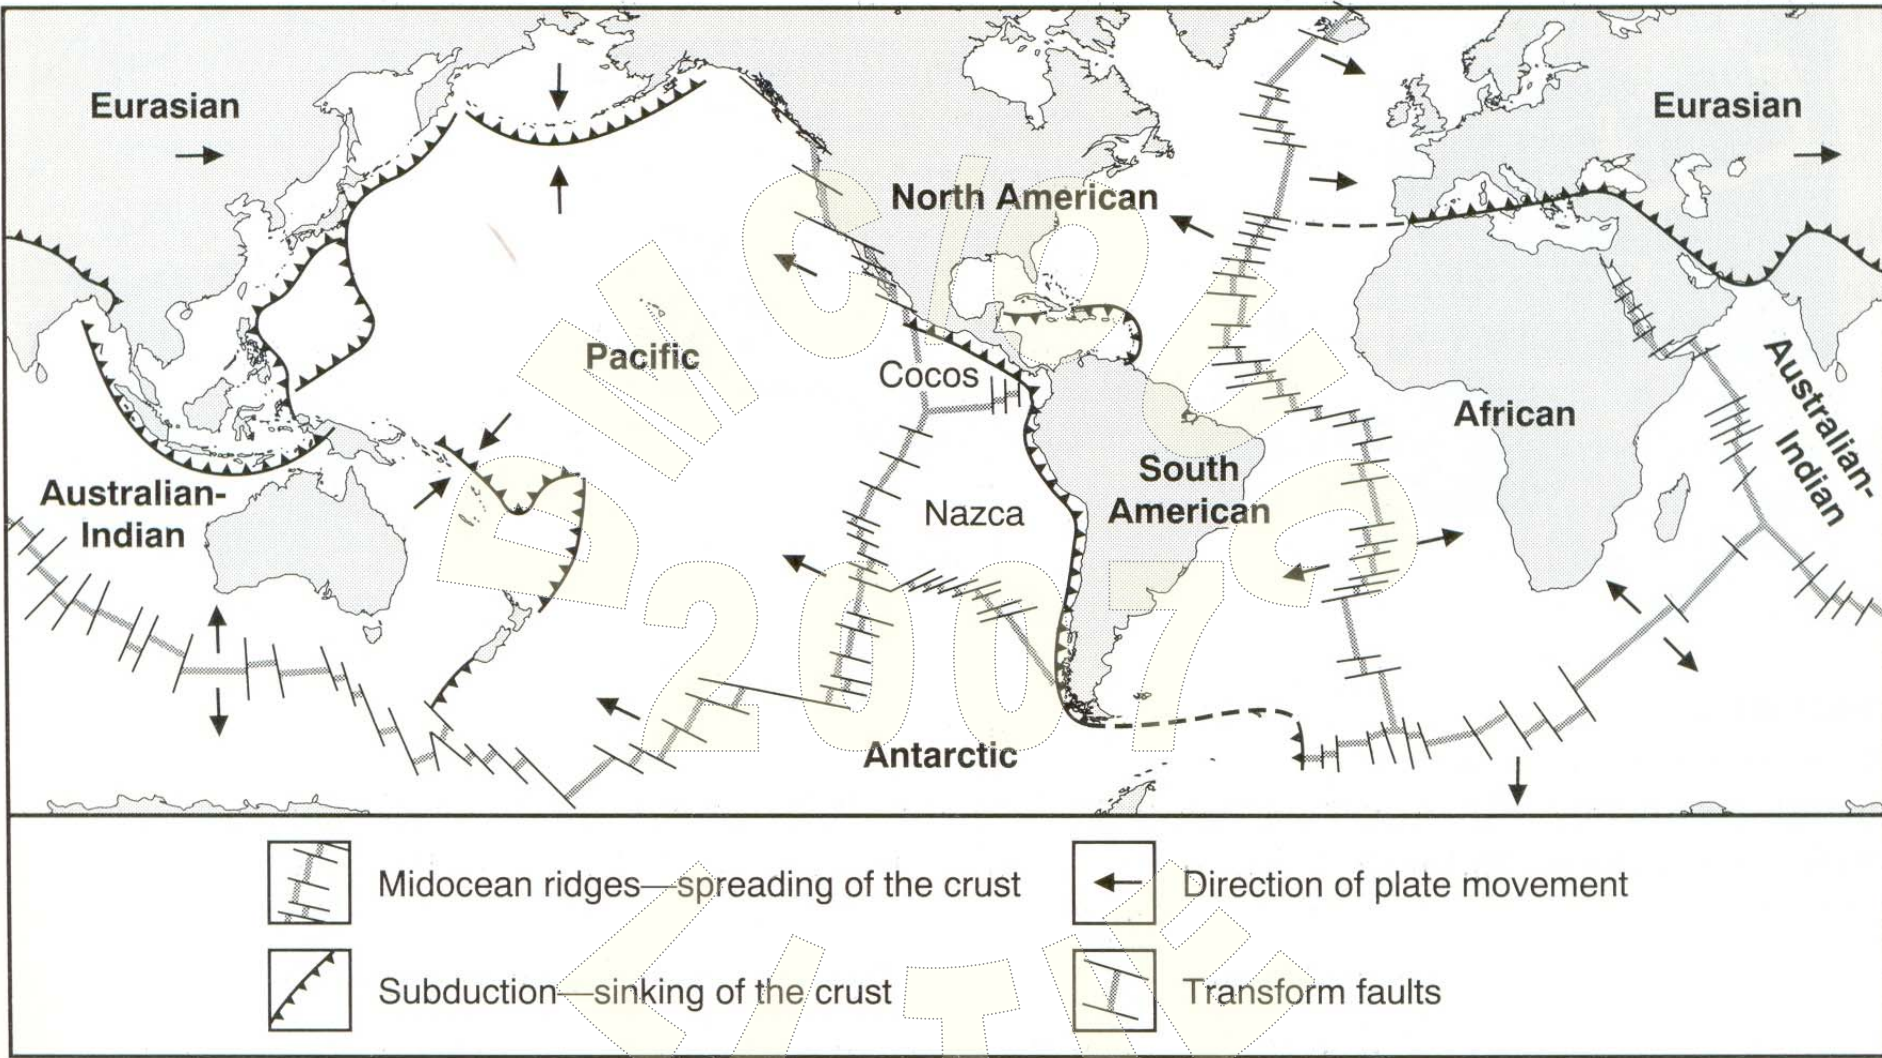 Eurasian
Eurasian
North American
Pacific
Cocos
African
Australian-
Indian
South
American
Australian-
Indian
Nazca
Antarctic
2007
Midocean ridges—spreading of the crust
Direction of plate movement
Subduction—sinking of the crust
Transform faults